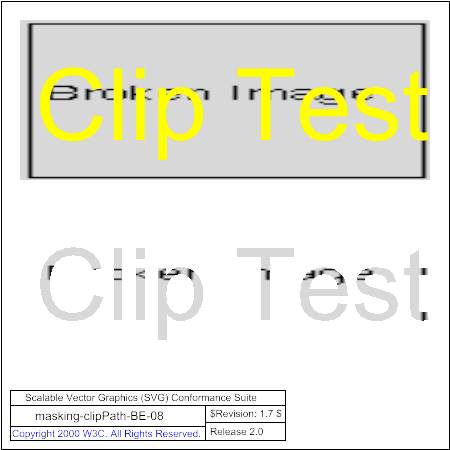 Broken Image
Clip Test
Clip Test
Scalable Vector Graphics (SVG) Conformance Suite
masking-clipPath-BE-08
$Revision: 1.7 $
Release 2.0
Copyright 2000 W3C. All Rights Reserved.